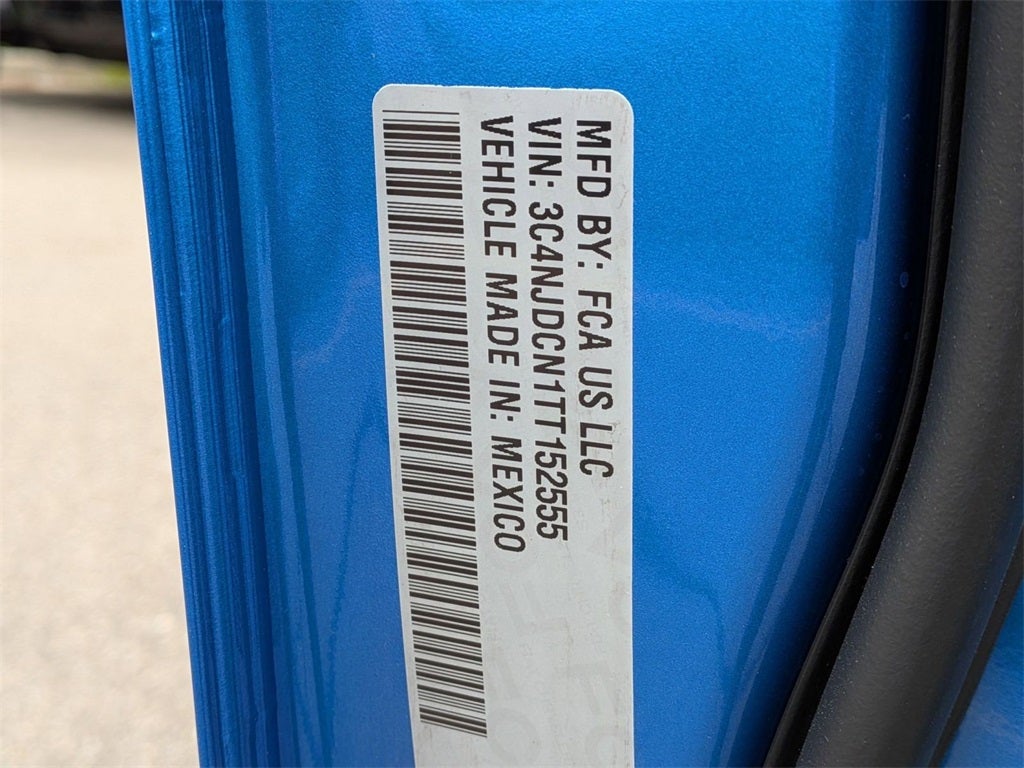 MFD BY: FCA US LLC
VIN: 3C4NJDCN1TT152555
VEHICLE MADE IN: MEXICO